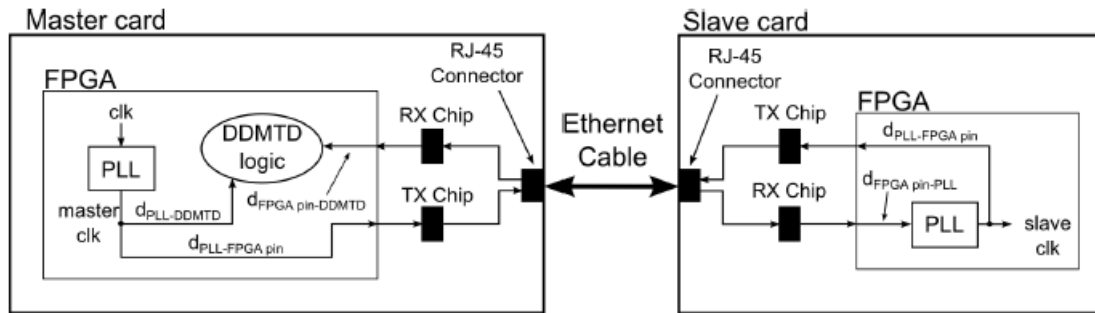 Master card
FPGA
clk
PLL
master
clk
DDMTD
logic
dPLL-DDMTD
dFPGA pin-DDMTD
dPLL-FPGA pin
RX Chip
TX Chip
RJ-45
Connector
Ethernet
Cable
Slave card
RJ-45
Connector
TX Chip
RX Chip
FPGA
dPLL-FPGA pin
dFPGA pin-PLL
PLL
slave
clk